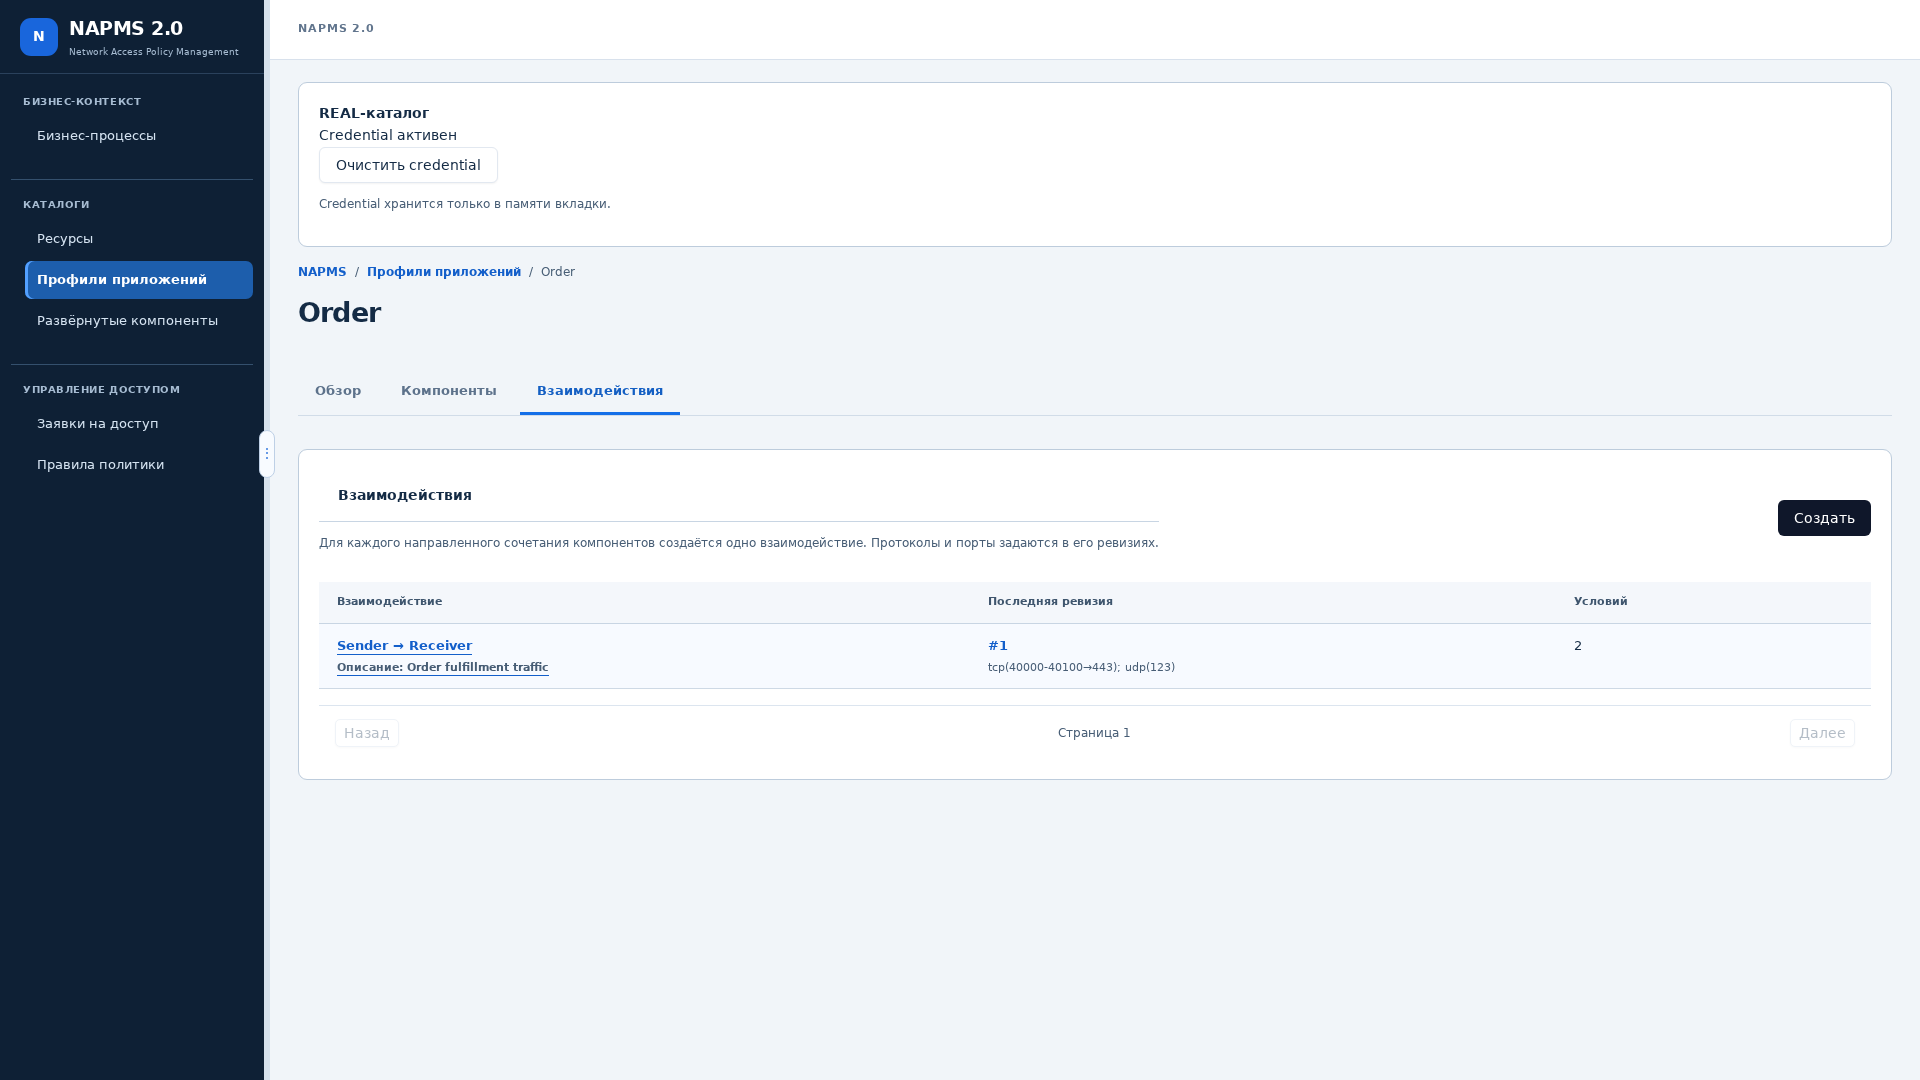 N
NAPMS 2.0
Network Access Policy Management
БИЗНЕС-КОНТЕКСТ
Бизнес-процессы
КАТАЛОГИ
Ресурсы
Профили приложений
Развёрнутые компоненты
УПРАВЛЕНИЕ ДОСТУПОМ
Заявки на доступ
Правила политики
NAPMS 2.0
REAL-каталог
Credential активен
Очистить credential
Credential хранится только в памяти вкладки.
NAPMS / Профили приложений / Order
Order
Обзор Компоненты Взаимодействия
Взаимодействия
Создать
Для каждого направленного сочетания компонентов создаётся одно взаимодействие. Протоколы и порты задаются в его ревизиях.
Взаимодействие Последняя ревизия Условий
Sender → Receiver #1 2
Описание: Order fulfillment traffic tcp(40000-40100→443); udp(123)
Назад Страница 1 Далее